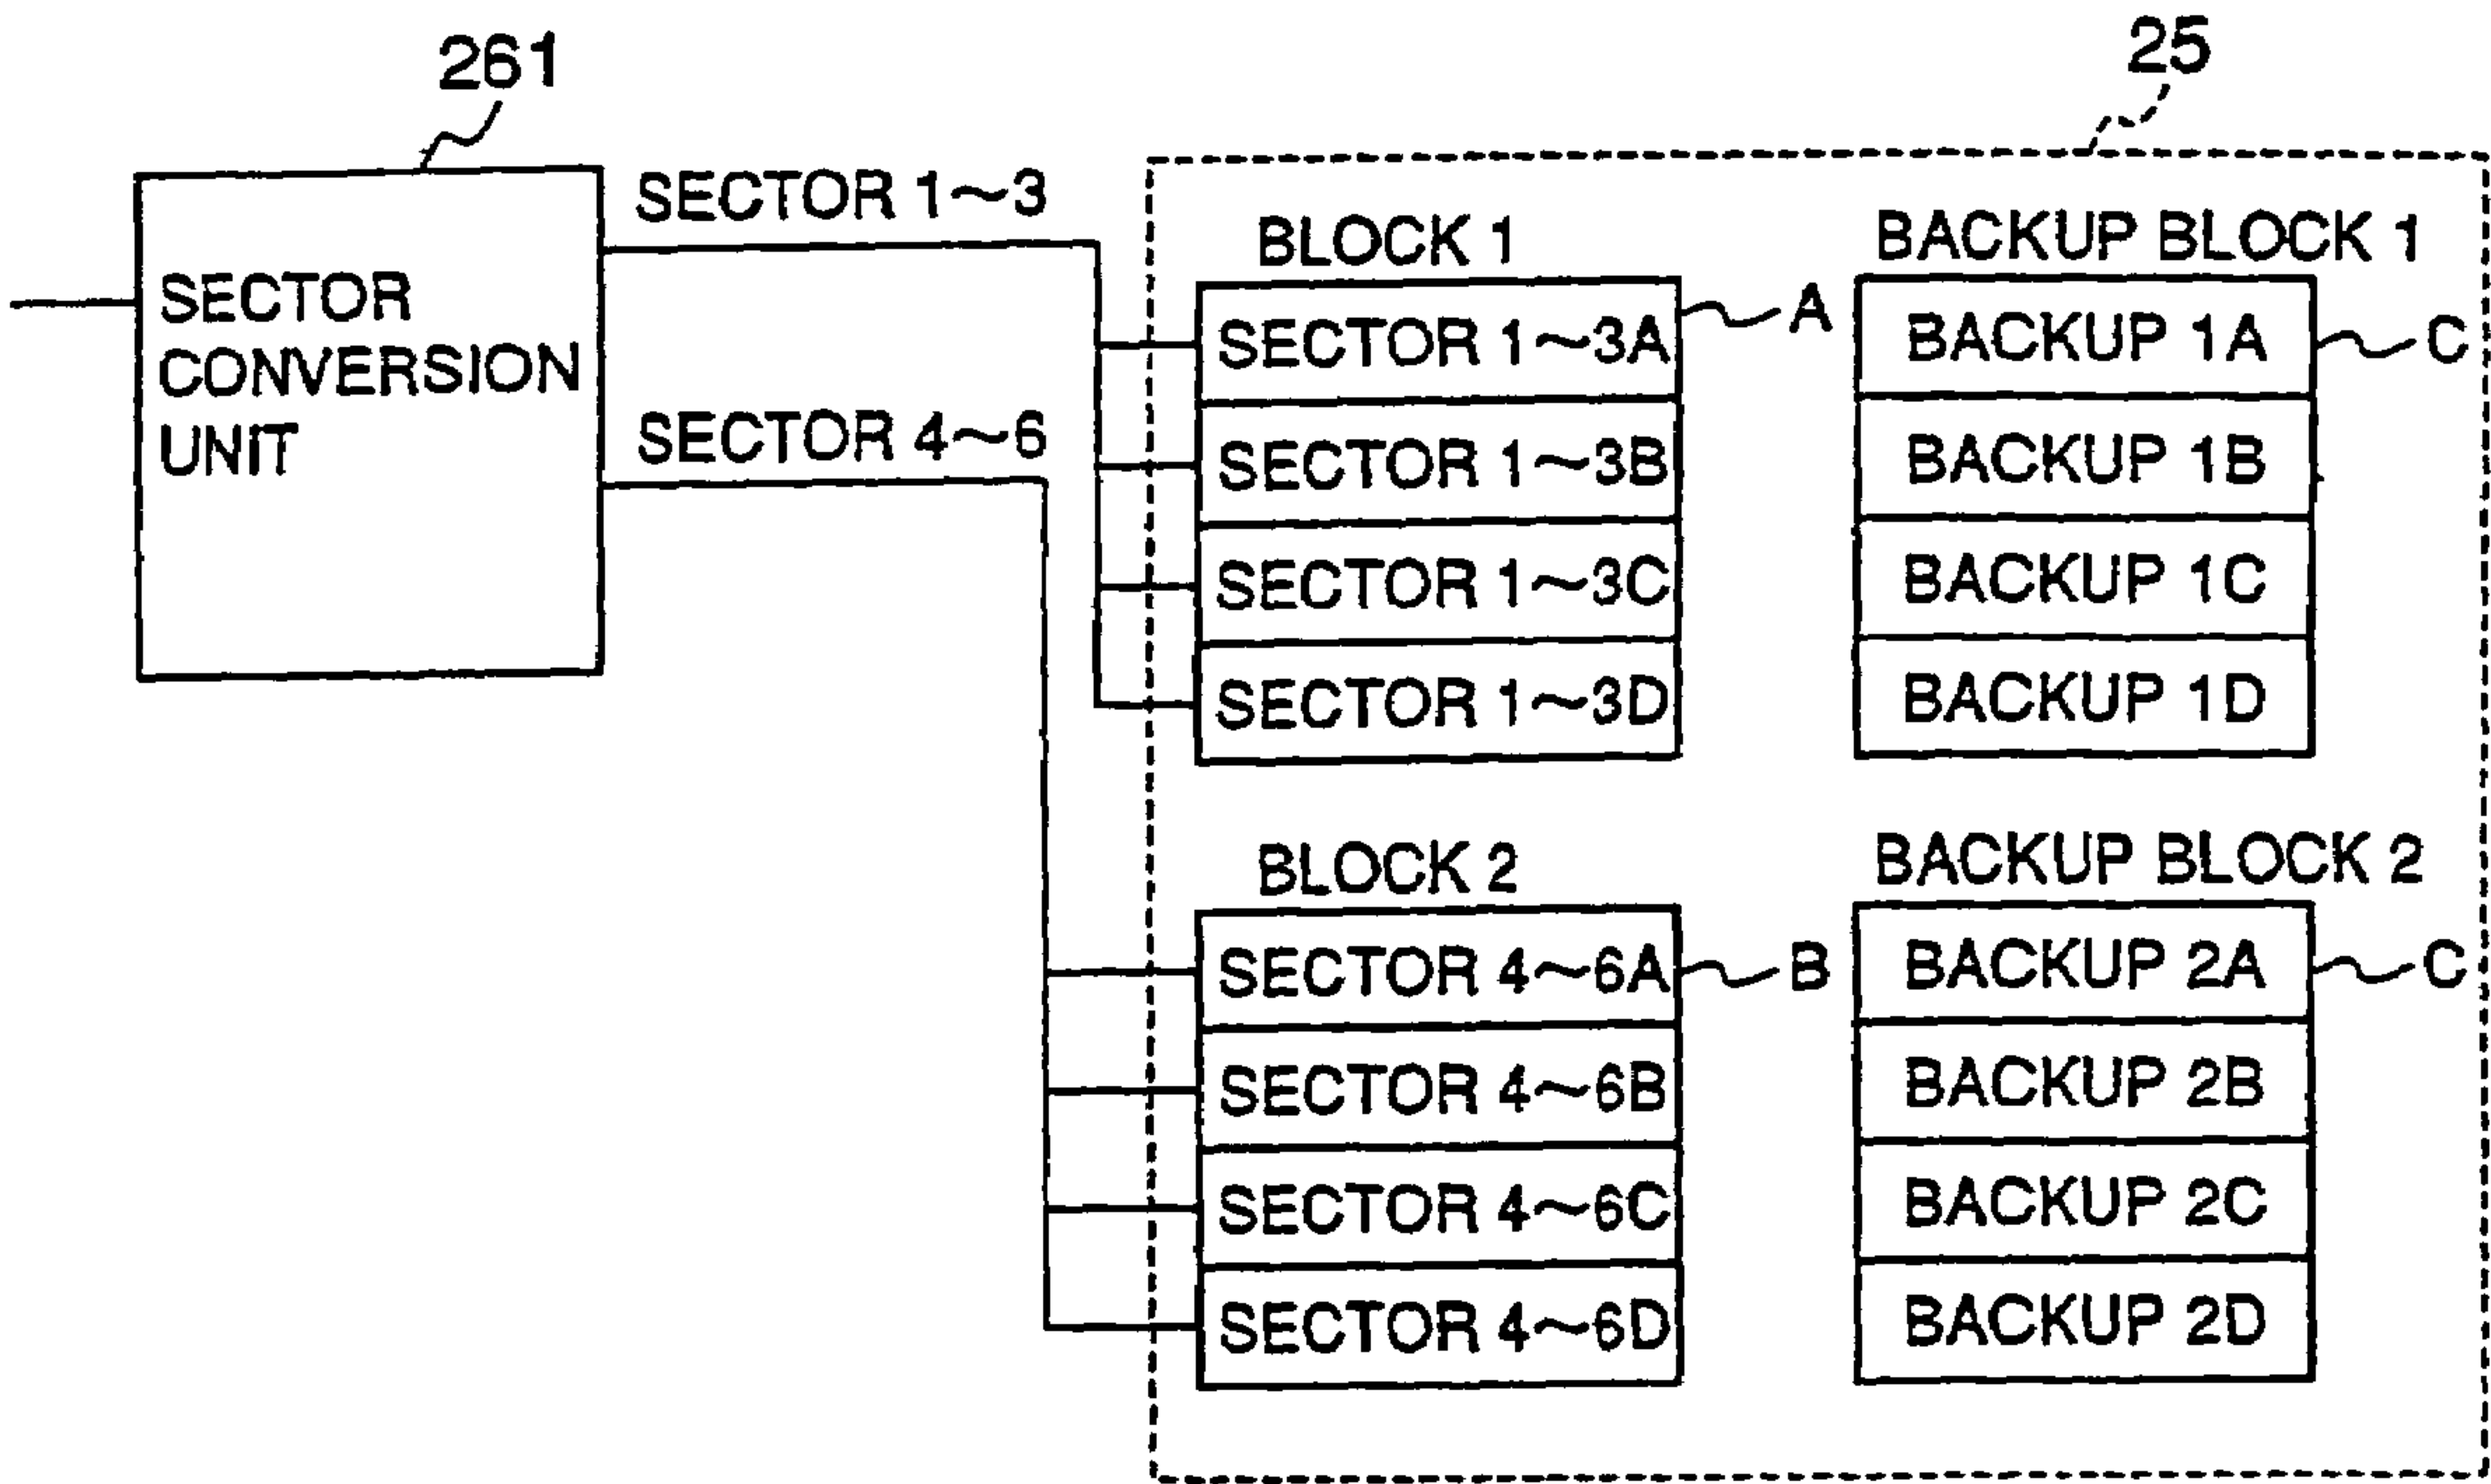 261
25
SECTOR
CONVERSION
UNIT
SECTOR 1~3
SECTOR 4~6
BLOCK 1
SECTOR 1~3A
A
SECTOR 1~3B
SECTOR 1~3C
SECTOR 1~3D
BACKUP BLOCK 1
BACKUP 1A
C
BACKUP 1B
BACKUP 1C
BACKUP 1D
BLOCK 2
SECTOR 4~6A
B
SECTOR 4~6B
SECTOR 4~6C
SECTOR 4~6D
BACKUP BLOCK 2
BACKUP 2A
C
BACKUP 2B
BACKUP 2C
BACKUP 2D